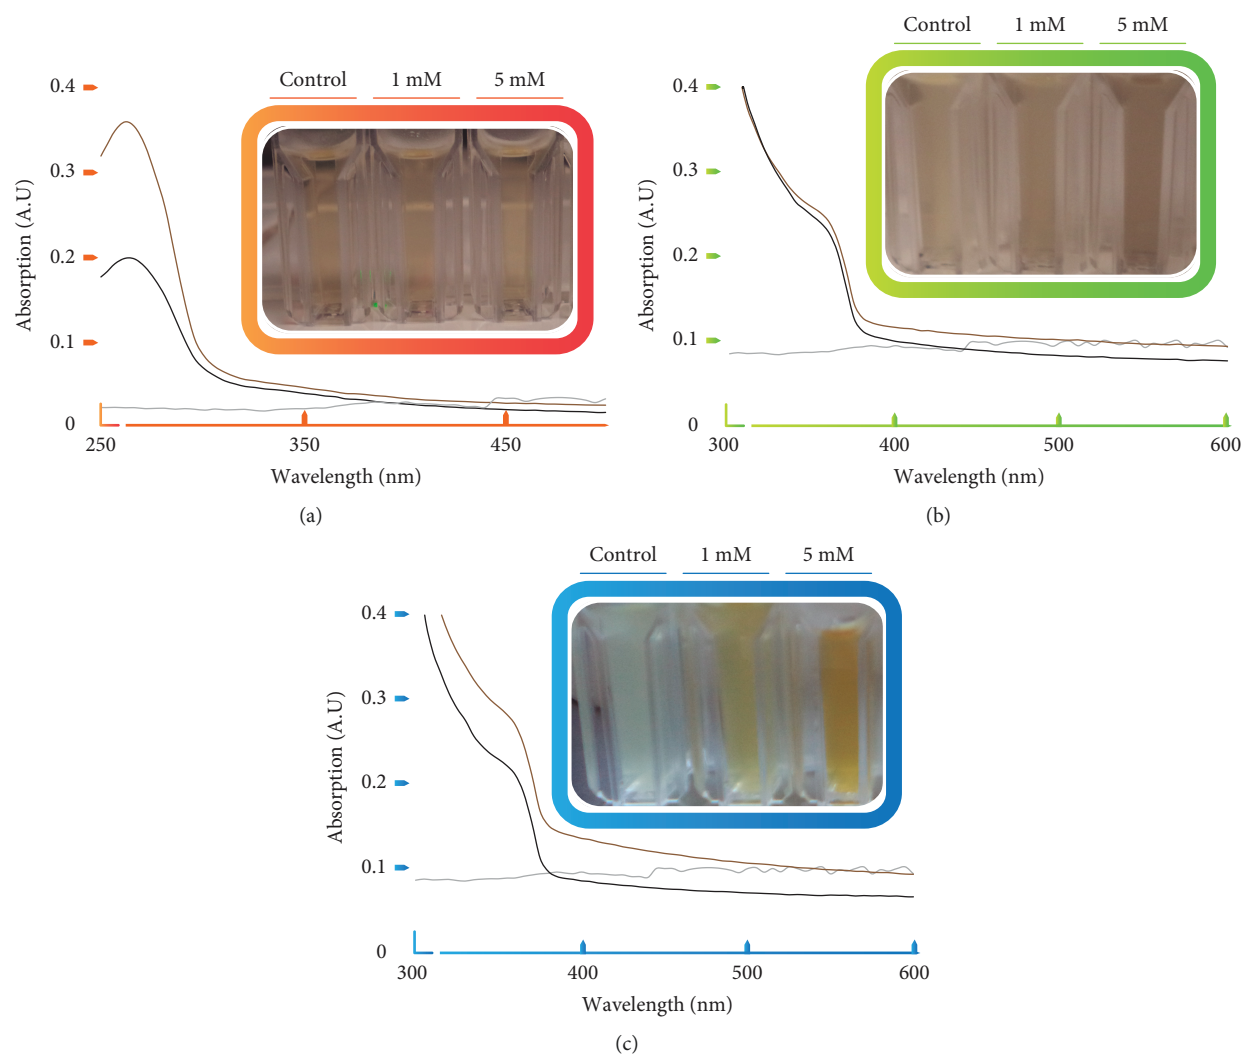 Control 1 mM 5 mM
0.4
0.3
0.2
0.1
0
Absorption (A.U)
250 350 450
Wavelength (nm)
(a)
Control 1 mM 5 mM
0.4
0.3
0.2
0.1
0
Absorption (A.U)
300 400 500 600
Wavelength (nm)
(b)
Control 1 mM 5 mM
0.4
0.3
0.2
0.1
0
Absorption (A.U)
300 400 500 600
Wavelength (nm)
(c)